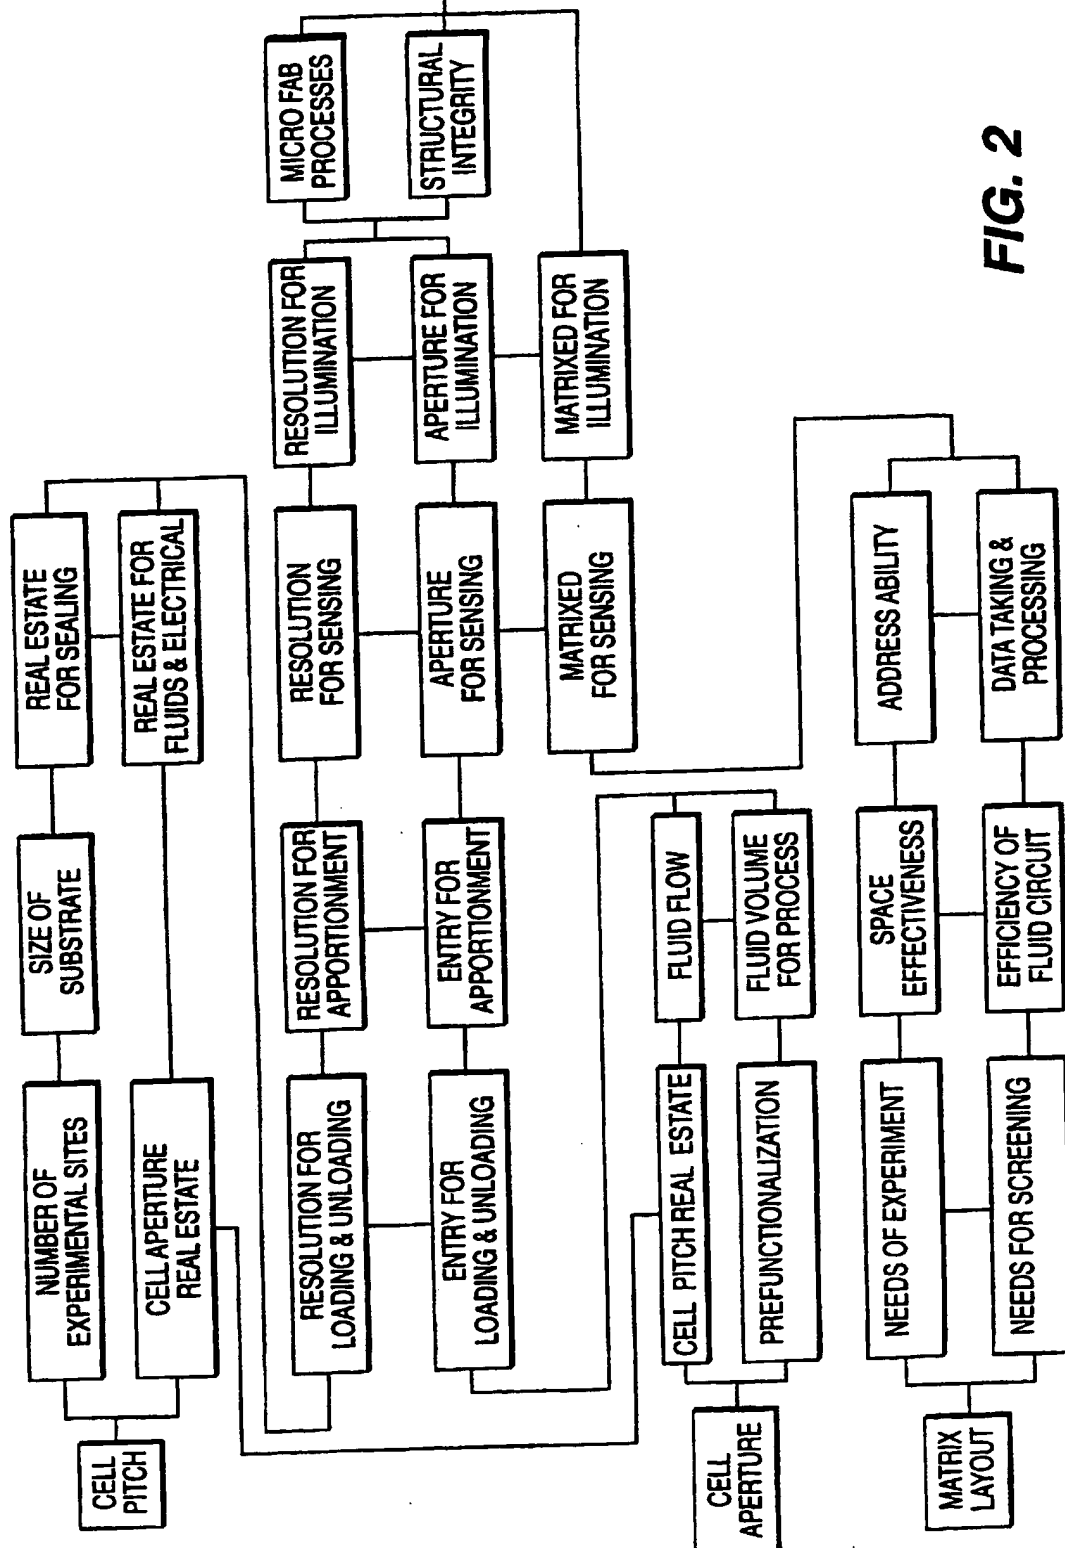 CELL
PITCH
NUMBER OF
EXPERIMENTAL SITES
CELL APERTURE
REAL ESTATE
SIZE OF
SUBSTRATE
REAL ESTATE
FOR SEALING
REAL ESTATE FOR
FLUIDS & ELECTRICAL
RESOLUTION FOR
LOADING & UNLOADING
ENTRY FOR
LOADING & UNLOADING
RESOLUTION FOR
APPORTIONMENT
ENTRY FOR
APPORTIONMENT
RESOLUTION
FOR SENSING
APERTURE
FOR SENSING
MATRIXED
FOR SENSING
RESOLUTION FOR
ILLUMINATION
APERTURE FOR
ILLUMINATION
MATRIXED FOR
ILLUMINATION
MICRO FAB
PROCESSES
STRUCTURAL
INTEGRITY
CELL
APERTURE
CELL PITCH REAL ESTATE
PREFUNCTIONALIZATION
FLUID FLOW
FLUID VOLUME
FOR PROCESS
MATRIX
LAYOUT
NEEDS OF EXPERIMENT
NEEDS FOR SCREENING
SPACE
EFFECTIVENESS
EFFICIENCY OF
FLUID CIRCUIT
ADDRESS ABILITY
DATA TAKING &
PROCESSING
FIG. 2